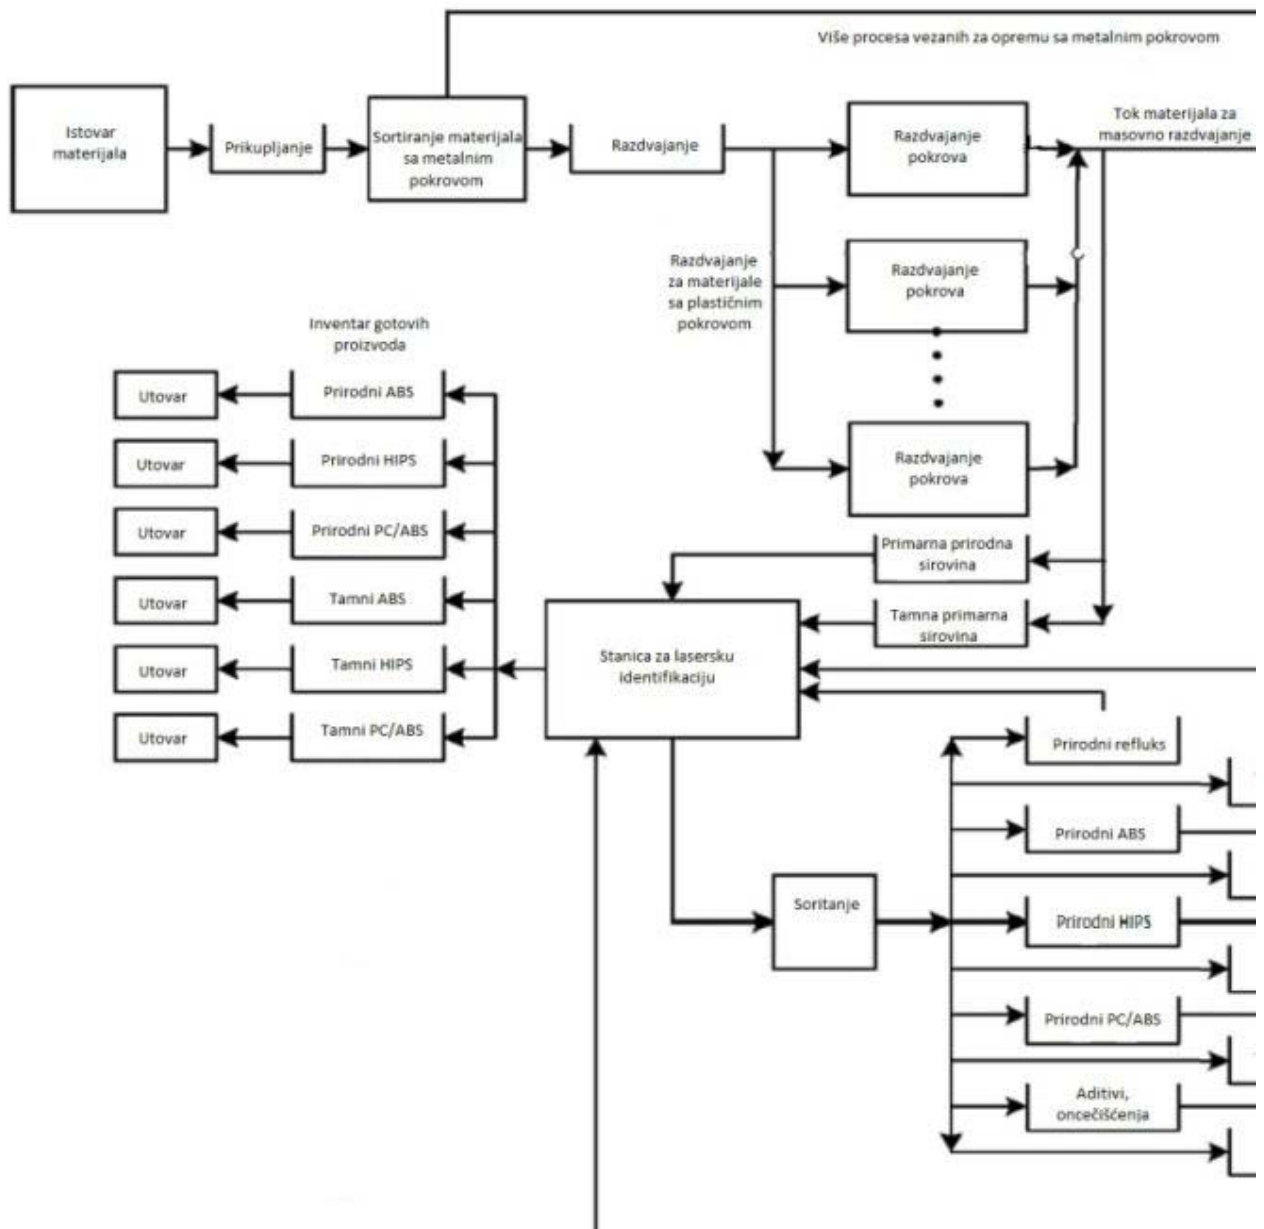 Više procesa vezanih za opremu sa metalnim pokrovom
Istovar
materijala
Prikupljanje
Sortiranje materijala
sa metalnim
pokrovom
Razdvajanje
Razdvajanje
pokrova
Tok materijala za
masovno razdvajanje
Razdvajanje
za materijale
sa plastičnim
pokrovom
Razdvajanje
pokrova
Razdvajanje
pokrova
Inventar gotovih
proizvoda
Utovar
Prirodni ABS
Utovar
Prirodni HIPS
Utovar
Prirodni PC/ABS
Utovar
Tamni ABS
Utovar
Tamni HIPS
Utovar
Tamni PC/ABS
Primarna prirodna
sirovina
Tamna primarna
sirovina
Stanica za lasersku
identifikaciju
Soritanje
Prirodni refluks
Prirodni ABS
Prirodni HIPS
Prirodni PC/ABS
Aditivi,
oncečišćenja